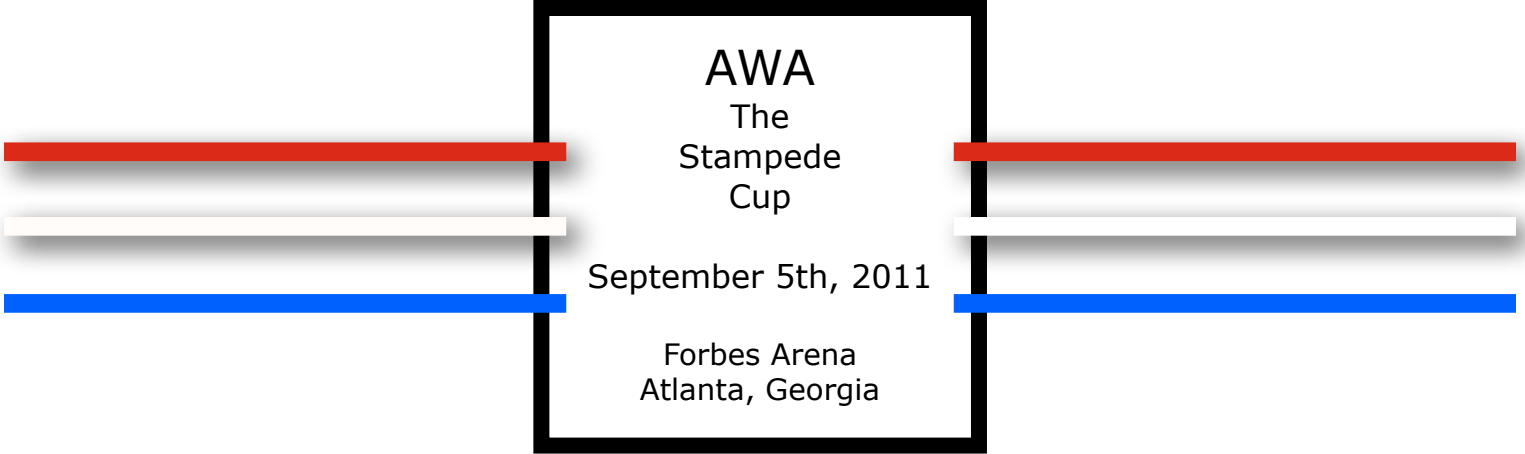 AWA
The
Stampede
Cup
September 5th, 2011
Forbes Arena
Atlanta, Georgia